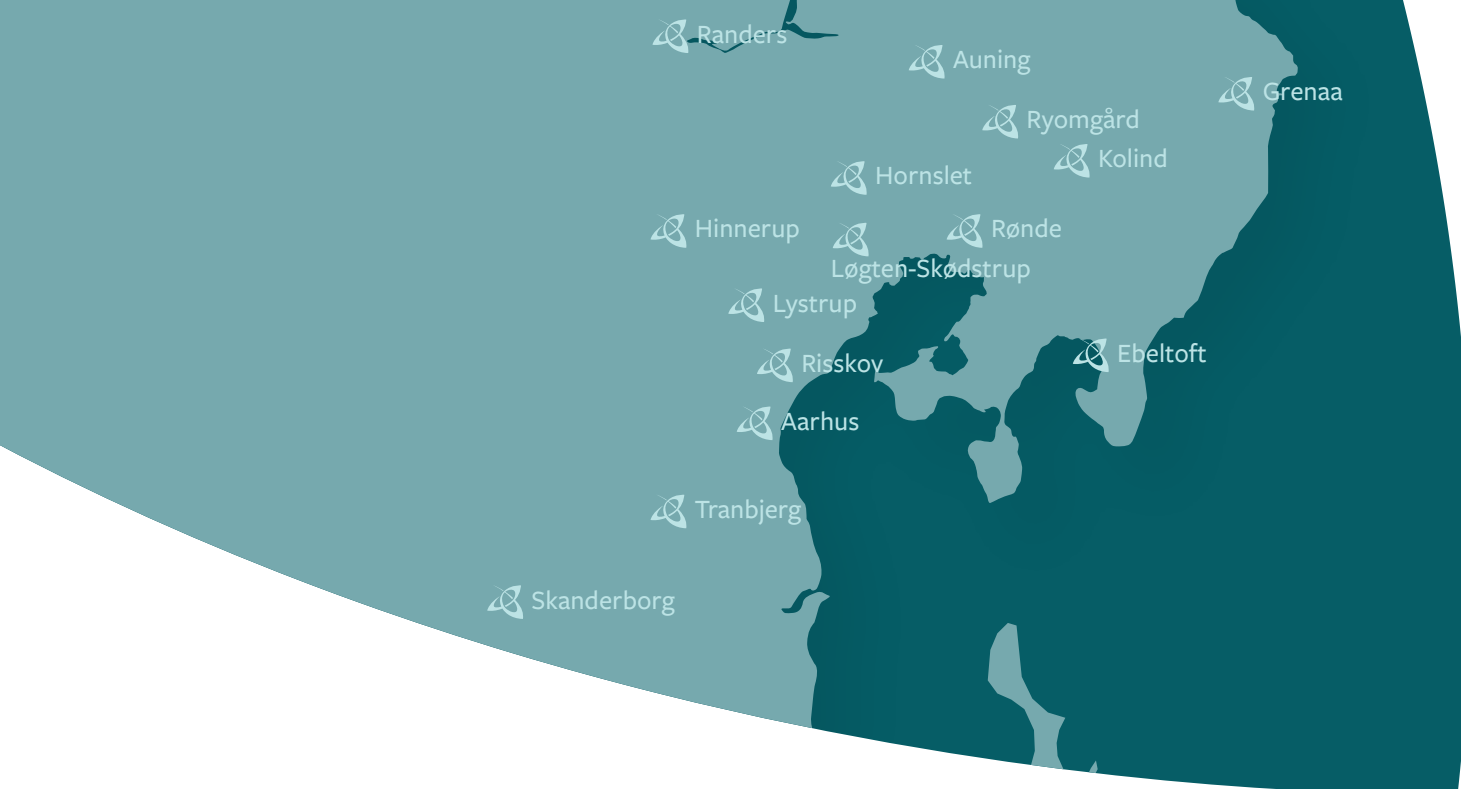 Randers
Auning
Grenaa
Ryomgård
Kolind
Hornslet
Hinnerup
Rønde
Løgten-Skødstrup
Lystrup
Ebeltoft
Risskov
Aarhus
Tranbjerg
Skanderborg